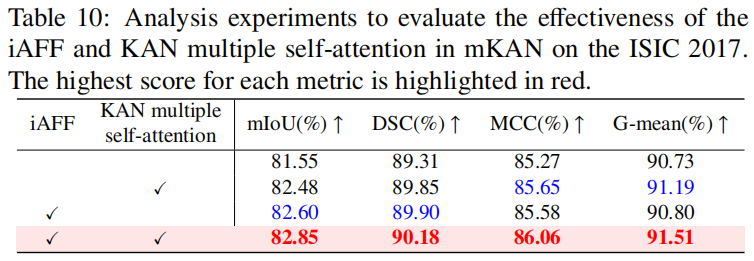 Table 10: Analysis experiments to evaluate the effectiveness of the
iAFF and KAN multiple self-attention in mKAN on the ISIC 2017.
The highest score for each metric is highlighted in red.
iAFF KAN multiple self-attention mIoU(%) ↑ DSC(%) ↑ MCC(%) ↑ G-mean(%) ↑
81.55 89.31 85.27 90.73
✓ 82.48 89.85 85.65 91.19
✓ 82.60 89.90 85.58 90.80
✓ ✓ 82.85 90.18 86.06 91.51